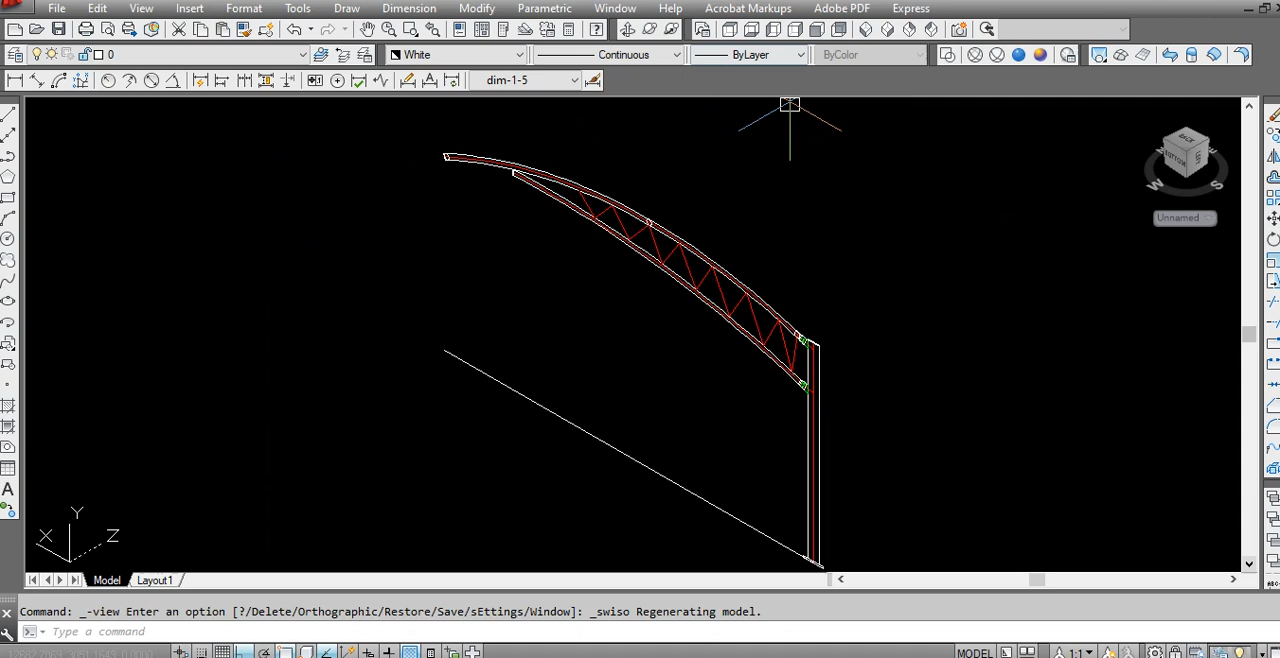 File Edit View Insert Format Tools Draw Dimension Modify Parametric Window Help Acrobat Markups Adobe PDF Express
0 White Continuous ByLayer ByColor
dim-1-5
BACK
BOTTOM
W S
Unnamed
Y
X Z
Model Layout1
Command: _-view Enter an option [?/Delete/Orthographic/Restore/Save/sEttings/Window]: _swiso Regenerating model.
Type a command
MODEL 1:1